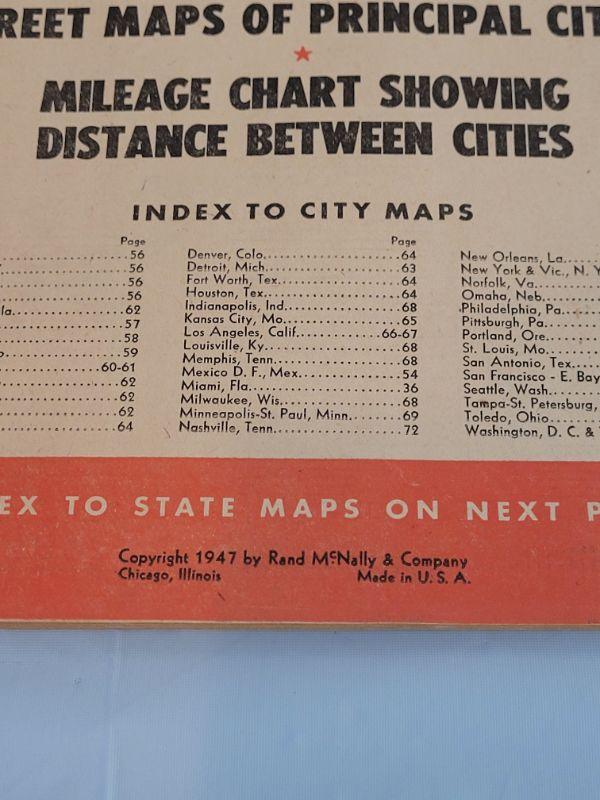 REET MAPS OF PRINCIPAL CIT
MILEAGE CHART SHOWING
DISTANCE BETWEEN CITIES
INDEX TO CITY MAPS
Page
56
56
56
56
la. 62
57
58
59
60-61
62
62
62
64
Page
Denver, Colo. 64
Detroit, Mich. 63
Fort Worth, Tex. 64
Houston, Tex. 64
Indianapolis, Ind. 68
Kansas City, Mo. 65
Los Angeles, Calif. 66-67
Louisville, Ky. 68
Memphis, Tenn. 68
Mexico D. F., Mex. 54
Miami, Fla. 36
Milwaukee, Wis. 68
Minneapolis-St. Paul, Minn. 69
Nashville, Tenn. 72
New Orleans, La.
New York & Vic., N. Y
Norfolk, Va.
Omaha, Neb.
Philadelphia, Pa.
Pittsburgh, Pa.
Portland, Ore.
St. Louis, Mo.
San Antonio, Tex.
San Francisco - E. Bay
Seattle, Wash.
Tampa-St. Petersburg,
Toledo, Ohio
Washington, D. C. &
EX TO STATE MAPS ON NEXT P
Copyright 1947 by Rand McNally & Company
Chicago, Illinois Made in U. S. A.